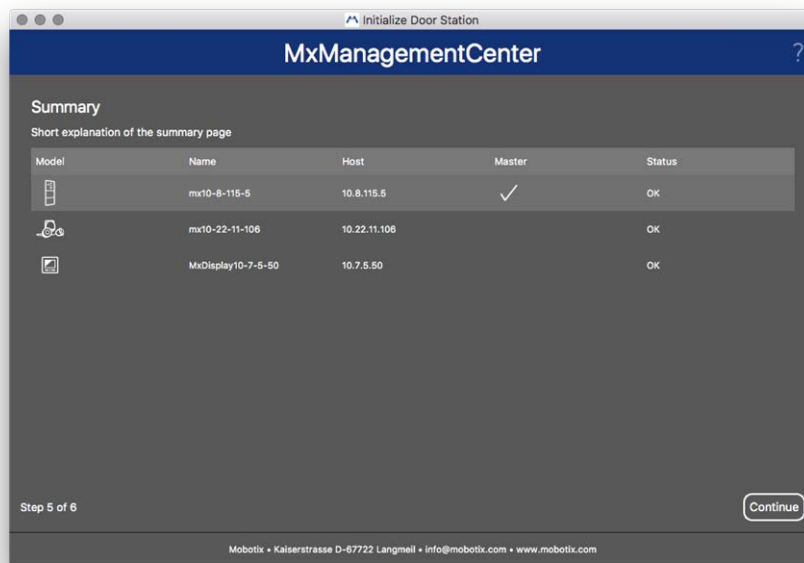 Initialize Door Station
MxManagementCenter ?
Summary
Short explanation of the summary page
Model Name Host Master Status
mx10-8-115-5 10.8.115.5 OK
mx10-22-11-106 10.22.11.106 OK
MxDisplay10-7-5-50 10.7.5.50 OK
Step 5 of 6 Continue
Mobotix • Kaiserstrasse D-67722 Langmeil • info@mobotix.com • www.mobotix.com